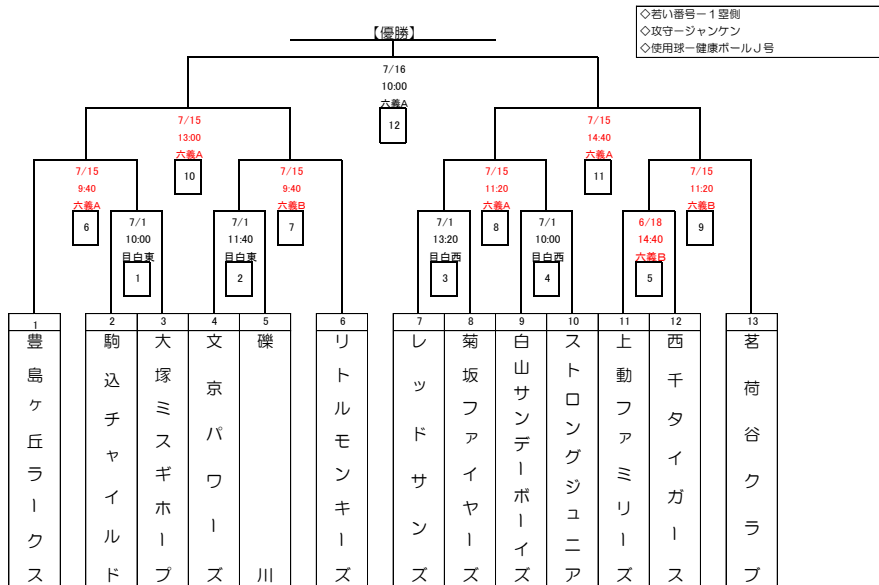 ◇若い番号ー１塁側
◇攻守ージャンケン
◇使用球ー健康ボールＪ号
【優勝】
7/16
10:00
六義A
12
7/15
13:00
六義A
10
7/15
14:40
六義A
11
7/15
9:40
六義A
6
7/15
9:40
六義B
7
7/15
11:20
六義A
8
7/15
11:20
六義B
9
7/1
10:00
目白東
1
7/1
11:40
目白東
2
7/1
13:20
目白西
3
7/1
10:00
目白西
4
6/18
14:40
六義B
5
1
豊島ヶ丘ラークス
2
駒込チャイルド
3
大塚ミスギホープ
4
文京パワーズ
5
礫川
6
リトルモンキーズ
7
レッドサンズ
8
菊坂ファイヤーズ
9
白山サンデーボーイズ
10
ストロングジュニア
11
上動ファミリーズ
12
西千タイガース
13
茗荷谷クラブ